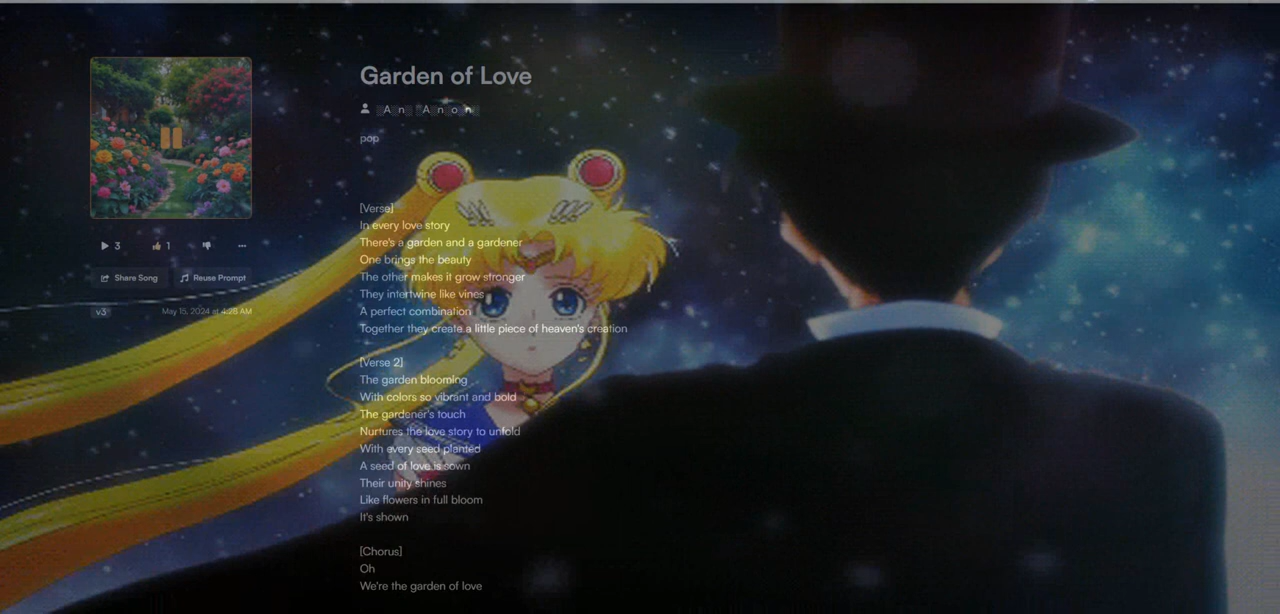 Garden of Love
An Anon
pop
3
1
Share Song
Reuse Prompt
v3
May 15, 2024 at 4:28 AM
[Verse]
In every love story
There's a garden and a gardener
One brings the beauty
The other makes it grow stronger
They intertwine like vines
A perfect combination
Together they create a little piece of heaven's creation
[Verse 2]
The garden blooming
With colors so vibrant and bold
The gardener's touch
Nurtures the love story to unfold
With every seed planted
A seed of love is sown
Their unity shines
Like flowers in full bloom
It's shown
[Chorus]
Oh
We're the garden of love